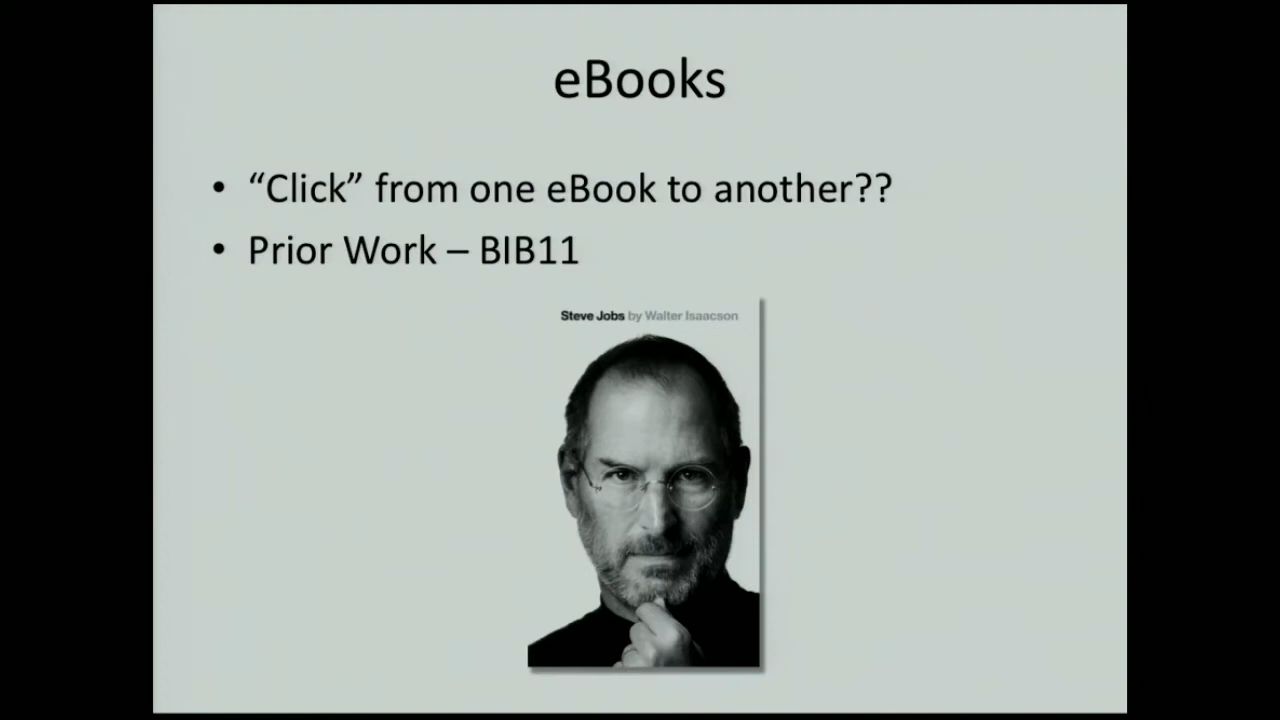 eBooks
• “Click” from one eBook to another??
• Prior Work – BIB11
Steve Jobs by Walter Isaacson